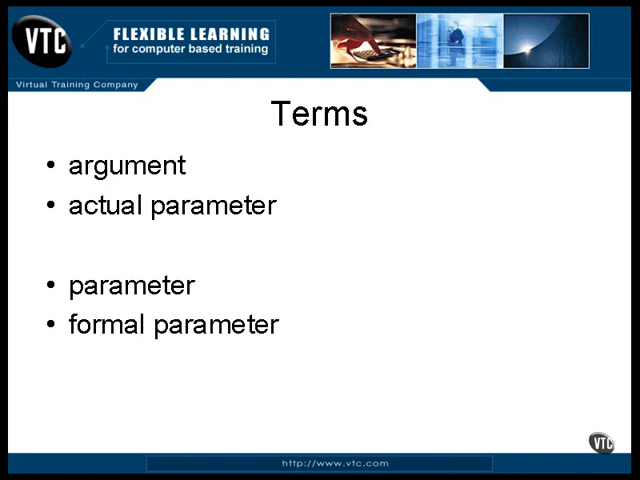 VTC
FLEXIBLE LEARNING
for computer based training
Virtual Training Company
Terms
• argument
• actual parameter
• parameter
• formal parameter
VTC
http://www.vtc.com